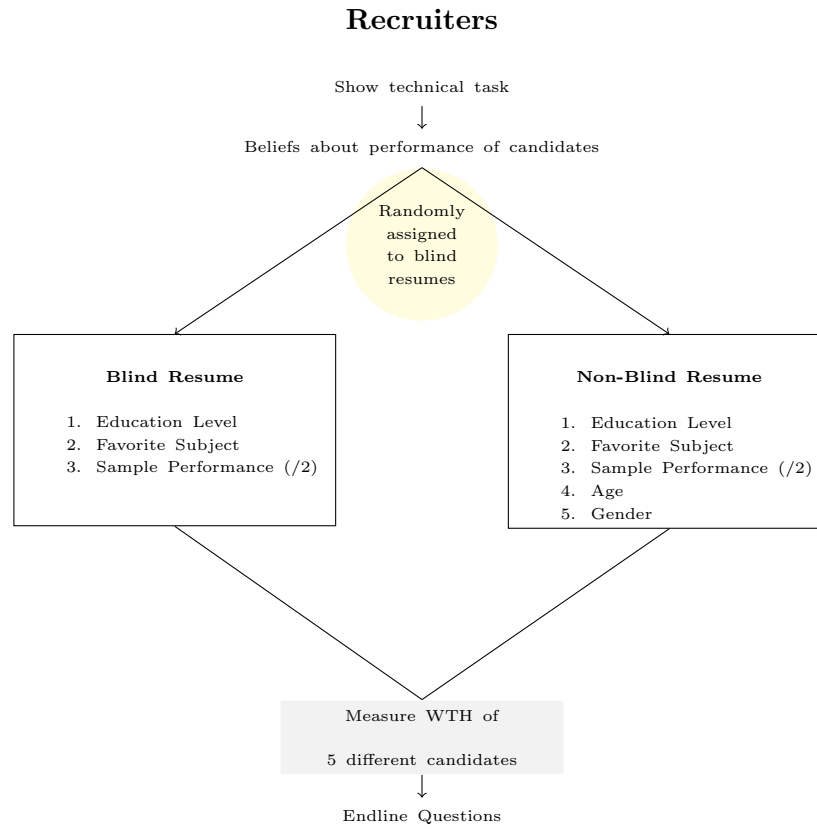 Recruiters
Show technical task
Beliefs about performance of candidates
Randomly
assigned
to blind
resumes
Blind Resume
1. Education Level
2. Favorite Subject
3. Sample Performance (/2)
Non-Blind Resume
1. Education Level
2. Favorite Subject
3. Sample Performance (/2)
4. Age
5. Gender
Measure WTH of
5 different candidates
Endline Questions